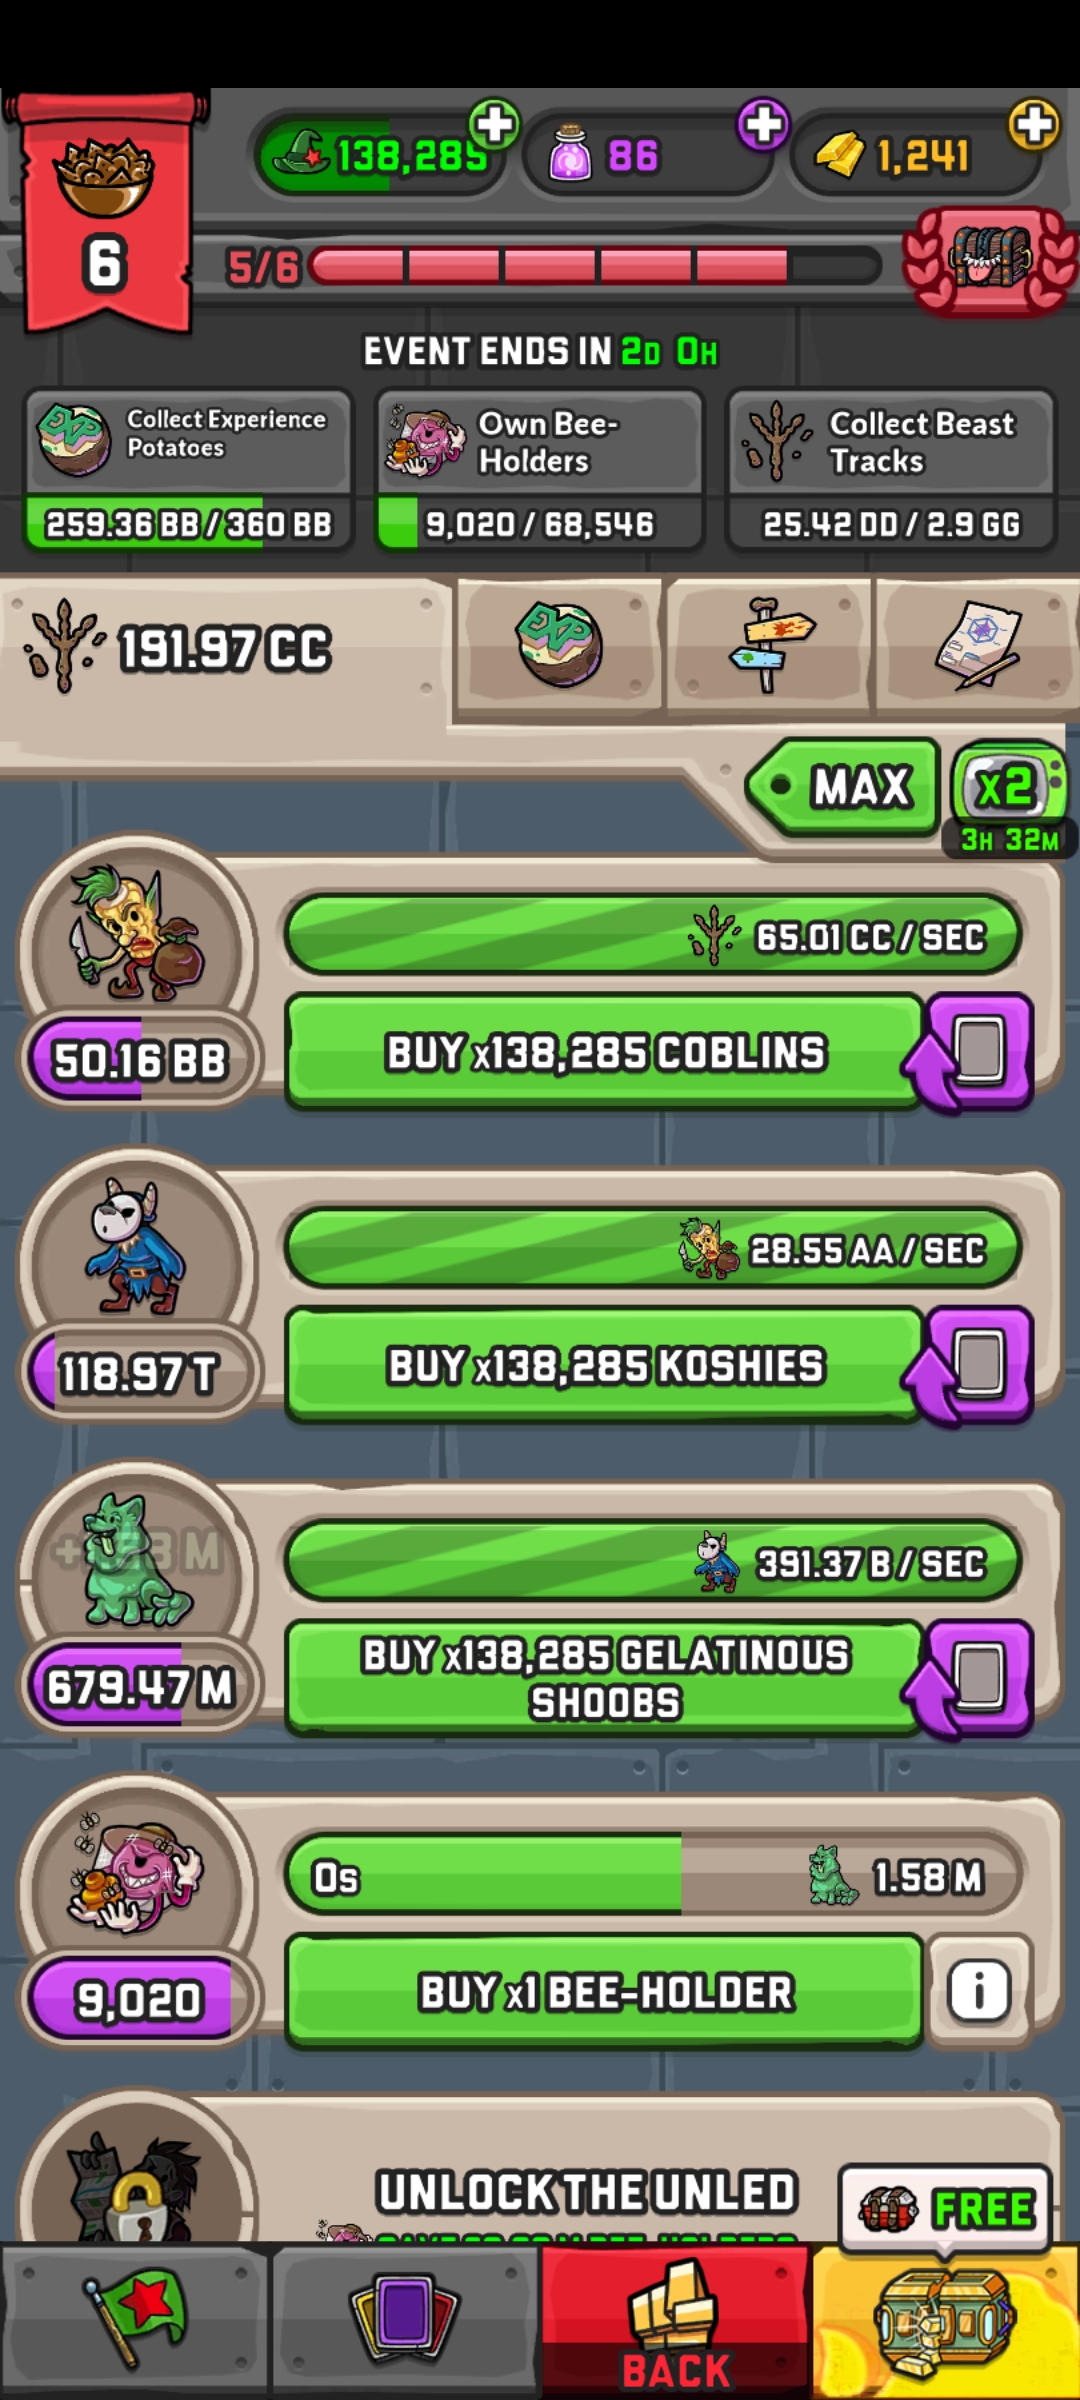 138,285
86
1,241
6
5/6
EVENT ENDS IN 2D 0H
EXP
Collect Experience
Potatoes
Own Bee-
Holders
Collect Beast
Tracks
259.36 BB / 360 BB
9,020 / 68,546
25.42 DD / 2.9 GG
191.97 CC
EXP
MAX
x2
3H 32M
65.01 CC / SEC
50.16 BB
BUY x138,285 COBLINS
28.55 AA / SEC
118.97 T
BUY x138,285 KOSHIES
391.37 B / SEC
679.47 M
BUY x138,285 GELATINOUS
SHOOBS
0s
1.58 M
9,020
BUY x1 BEE-HOLDER
i
UNLOCK THE UNLED
FREE
BACK